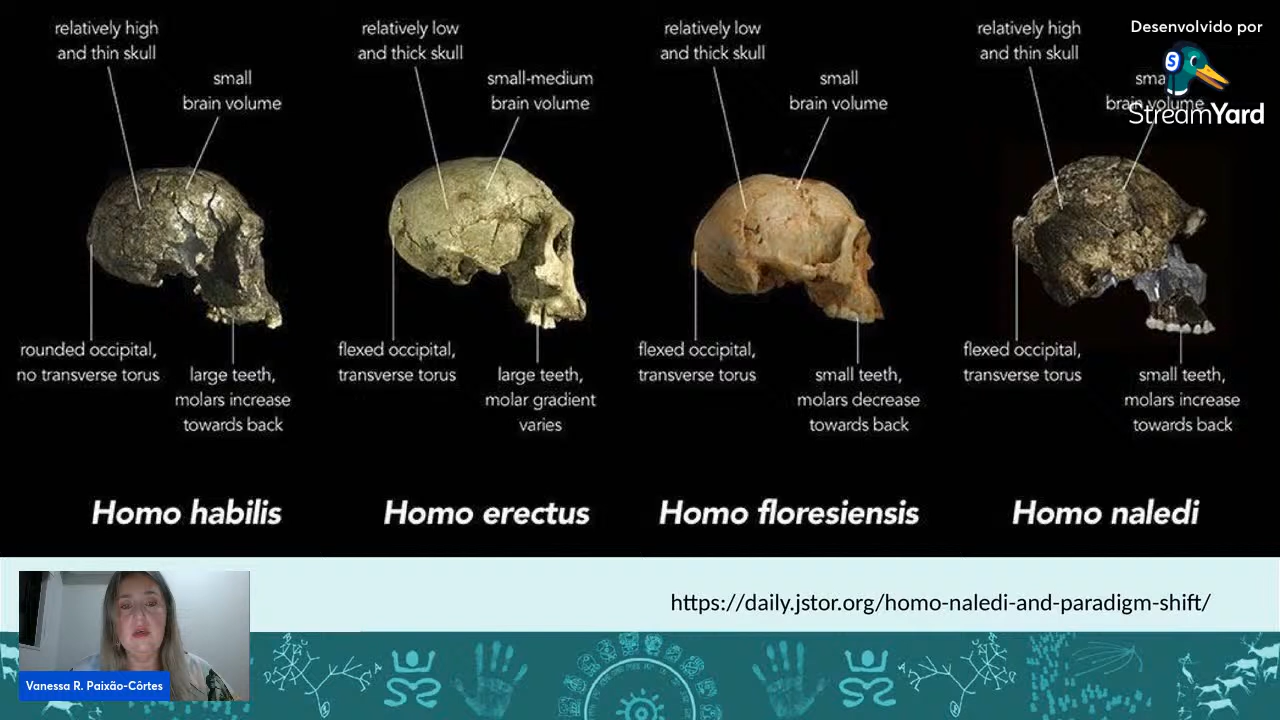 relatively high
and thin skull
small
brain volume
rounded occipital,
no transverse torus
large teeth,
molars increase
towards back
Homo habilis
relatively low
and thick skull
small-medium
brain volume
flexed occipital,
transverse torus
large teeth,
molar gradient
varies
Homo erectus
relatively low
and thick skull
small
brain volume
flexed occipital,
transverse torus
small teeth,
molars decrease
towards back
Homo floresiensis
relatively high
and thin skull
small
brain volume
flexed occipital,
transverse torus
small teeth,
molars increase
towards back
Homo naledi
Desenvolvido por
S
StreamYard
https://daily.jstor.org/homo-naledi-and-paradigm-shift/
Vanessa R. Paixão-Côrtes